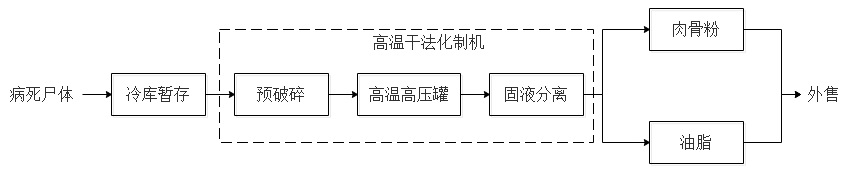 高温干法化制机
病死尸体
冷库暂存
预破碎
高温高压罐
固液分离
肉骨粉
油脂
外售